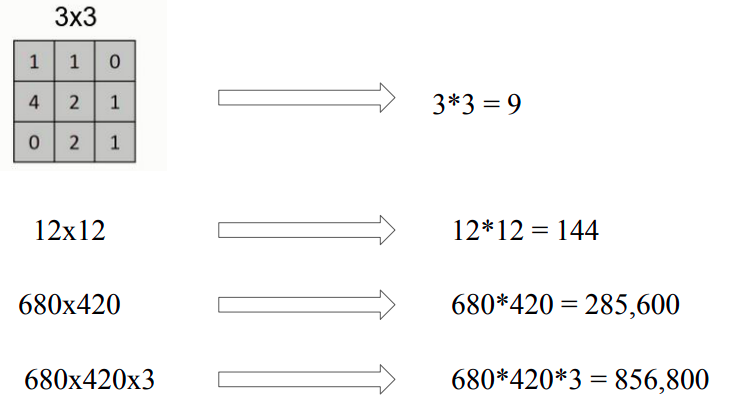 3x3
1 1 0
4 2 1
0 2 1
3*3 = 9
12x12
12*12 = 144
680x420
680*420 = 285,600
680x420x3
680*420*3 = 856,800